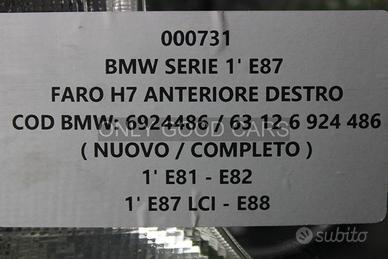 000731
BMW SERIE 1' E87
FARO H7 ANTERIORE DESTRO
COD BMW: 6924486 / 63 12 6 924 486
ONLY GOOD CARS
( NUOVO / COMPLETO )
1' E81 - E82
1' E87 LCI - E88
subito